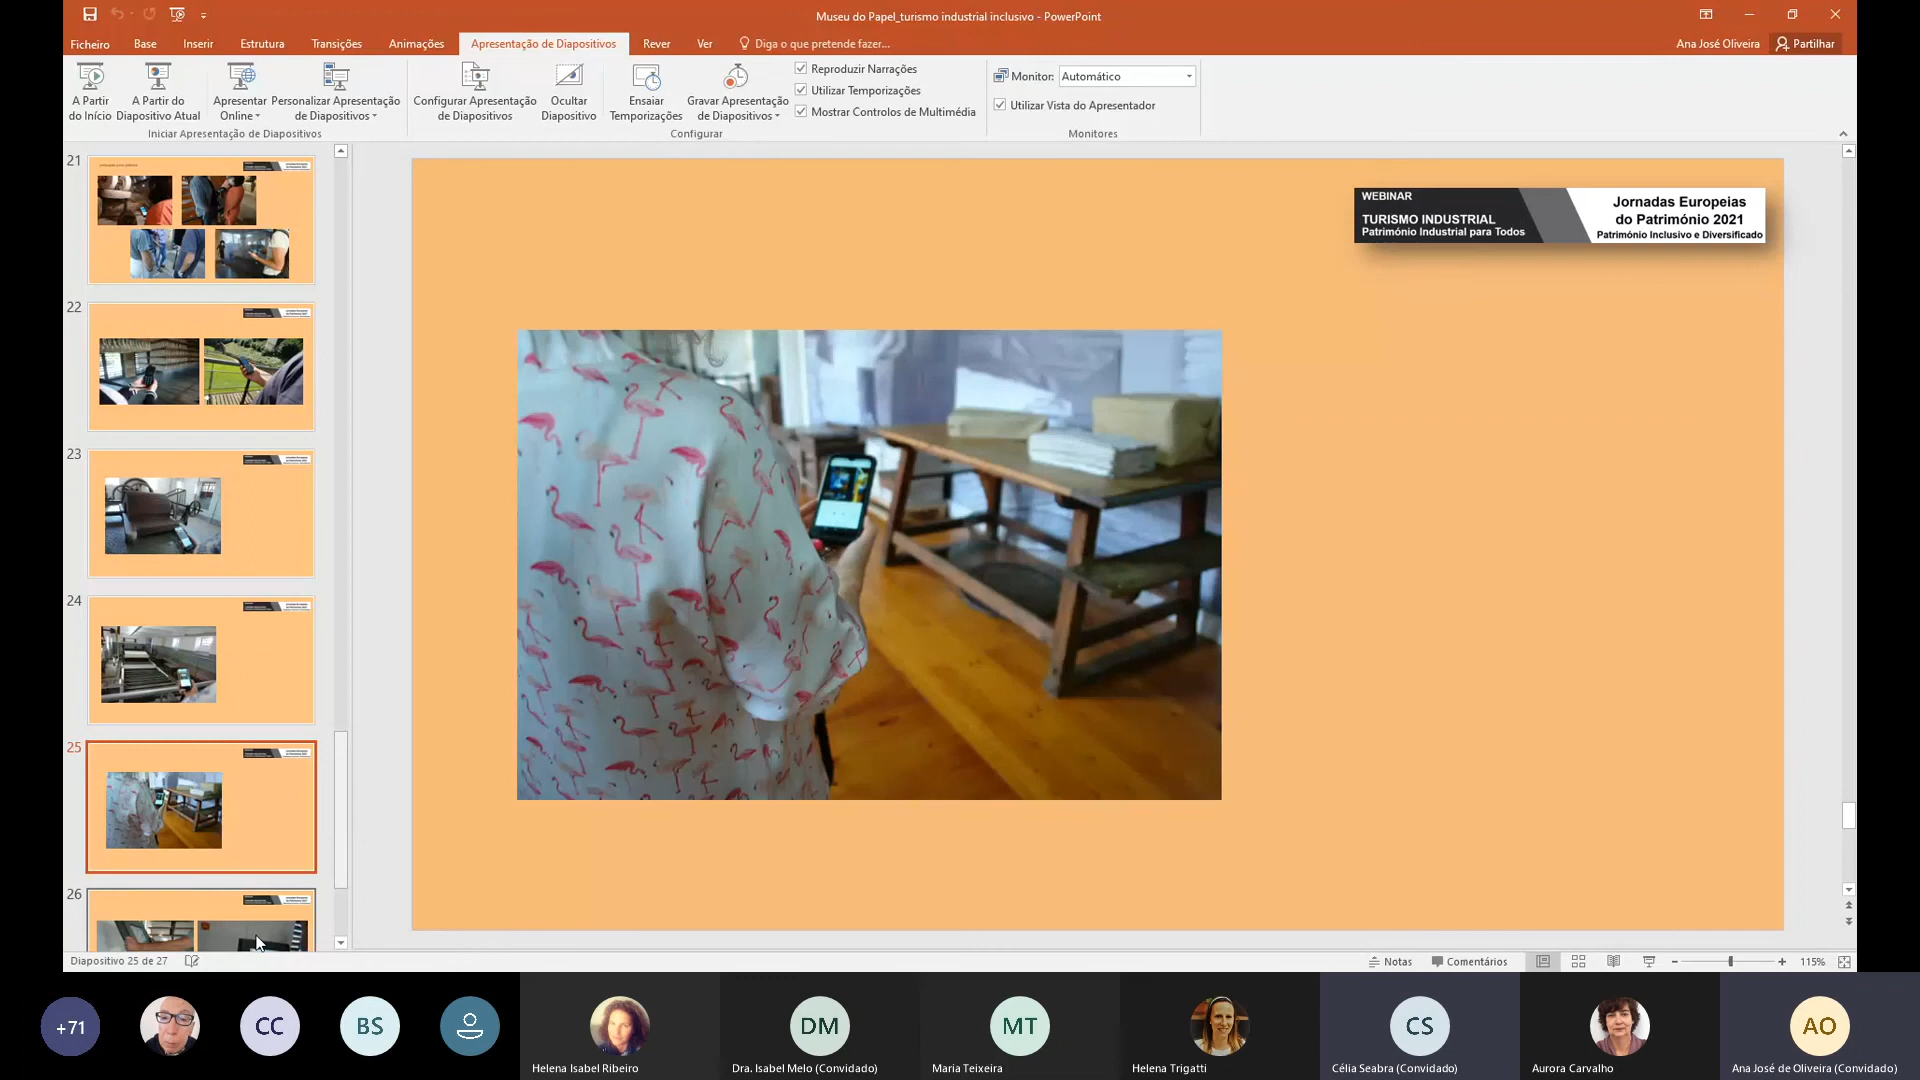 Museu do Papel_turismo industrial inclusivo - PowerPoint
Ficheiro Base Inserir Estrutura Transições Animações Apresentação de Diapositivos Rever Ver Diga o que pretende fazer... Ana José Oliveira Partilhar
A Partir do Início
A Partir do Diapositivo Atual
Apresentar Online
Personalizar Apresentação de Diapositivos
Configurar Apresentação de Diapositivos
Ocultar Diapositivo
Ensaiar Temporizações
Gravar Apresentação de Diapositivos
Reproduzir Narrações
Utilizar Temporizações
Mostrar Controlos de Multimédia
Monitor: Automático
Utilizar Vista do Apresentador
Iniciar Apresentação de Diapositivos Configurar Monitores
21
22
23
24
25
26
WEBINAR
TURISMO INDUSTRIAL
Património Industrial para Todos
Jornadas Europeias
do Património 2021
Património Inclusivo e Diversificado
Diapositivo 25 de 27 Notas Comentários 115%
+71 CC BS DM MT CS AO
Helena Isabel Ribeiro Dra. Isabel Melo (Convidado) Maria Teixeira Helena Trigatti Célia Seabra (Convidado) Aurora Carvalho Ana José de Oliveira (Convidado)